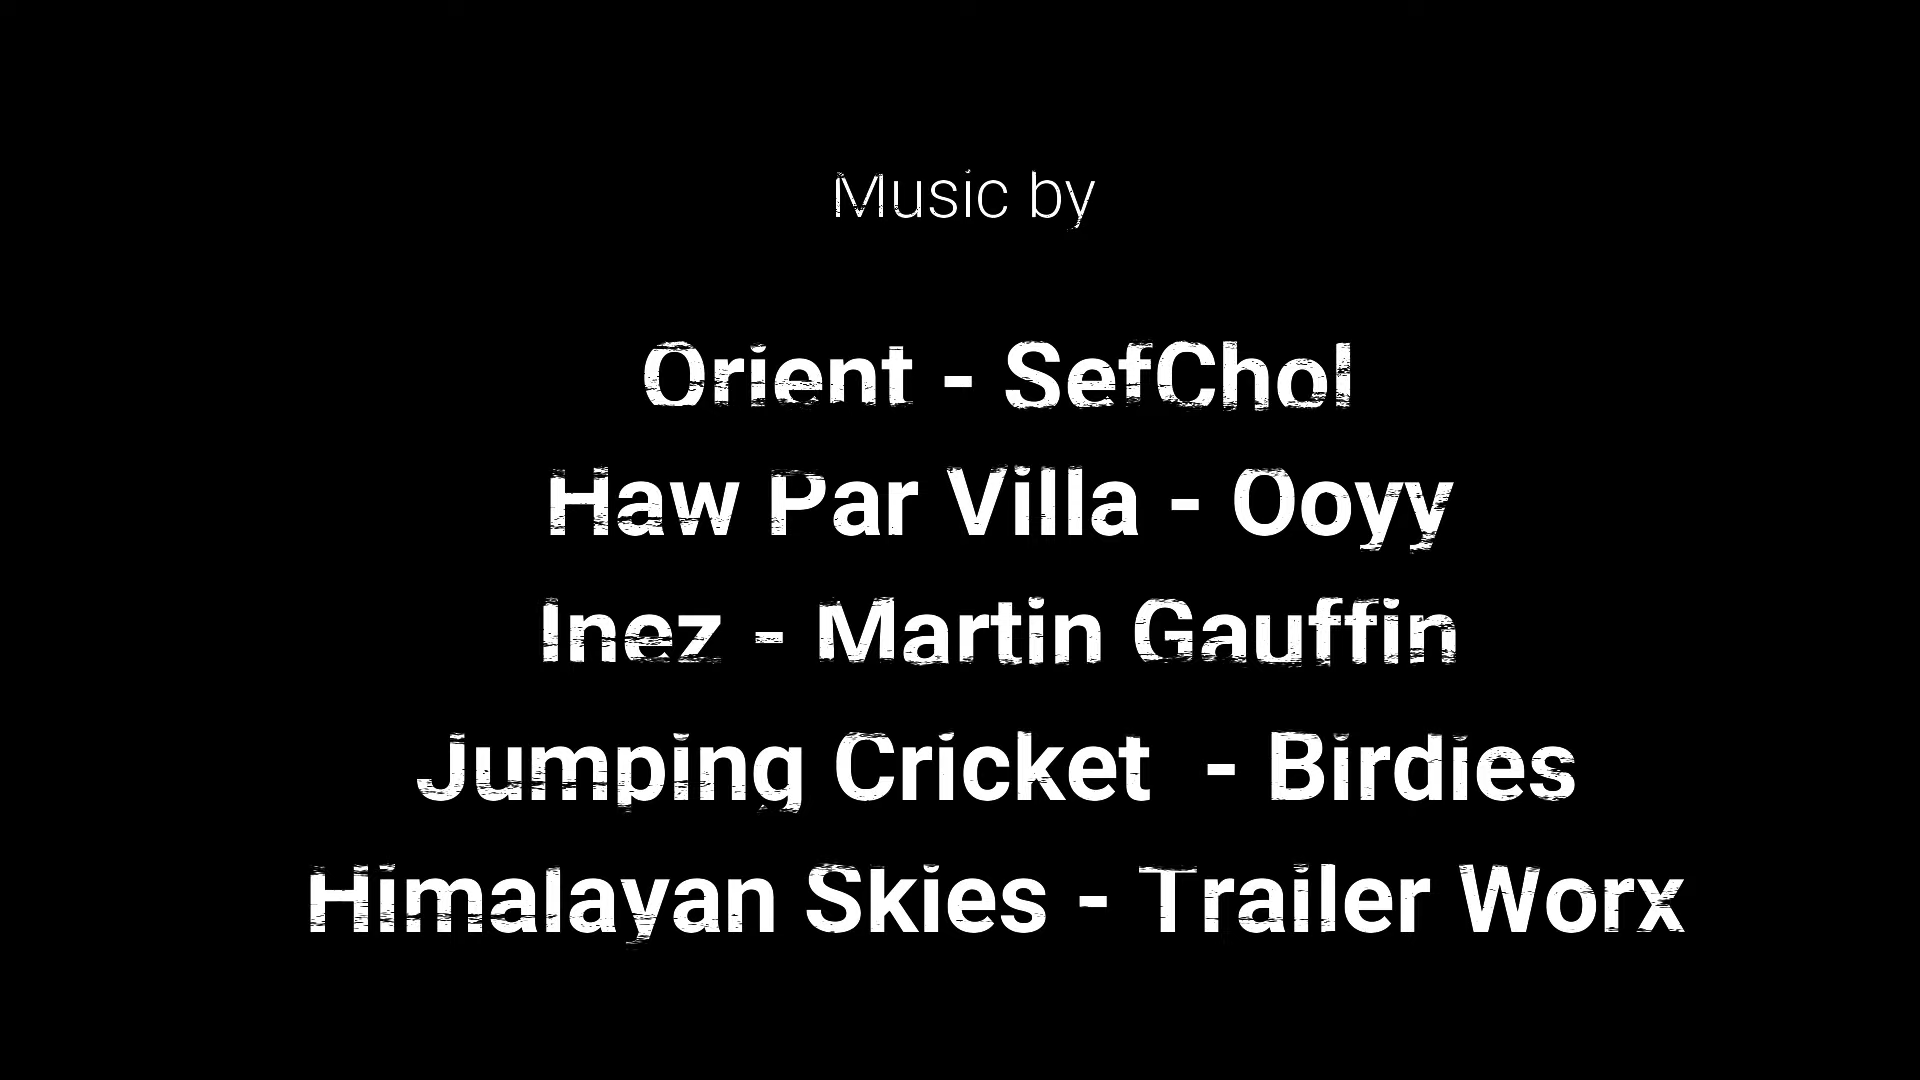 Music by
Orient - SefChol
Haw Par Villa - Ooyy
Inez - Martin Gauffin
Jumping Cricket  - Birdies
Himalayan Skies - Trailer Worx